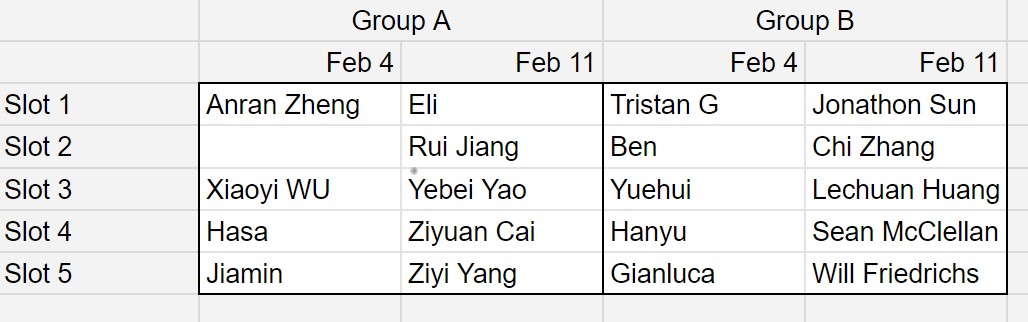 Group A Group B
Feb 4 Feb 11 Feb 4 Feb 11
Slot 1 Anran Zheng Eli Tristan G Jonathon Sun
Slot 2 Rui Jiang Ben Chi Zhang
Slot 3 Xiaoyi WU Yebei Yao Yuehui Lechuan Huang
Slot 4 Hasa Ziyuan Cai Hanyu Sean McClellan
Slot 5 Jiamin Ziyi Yang Gianluca Will Friedrichs